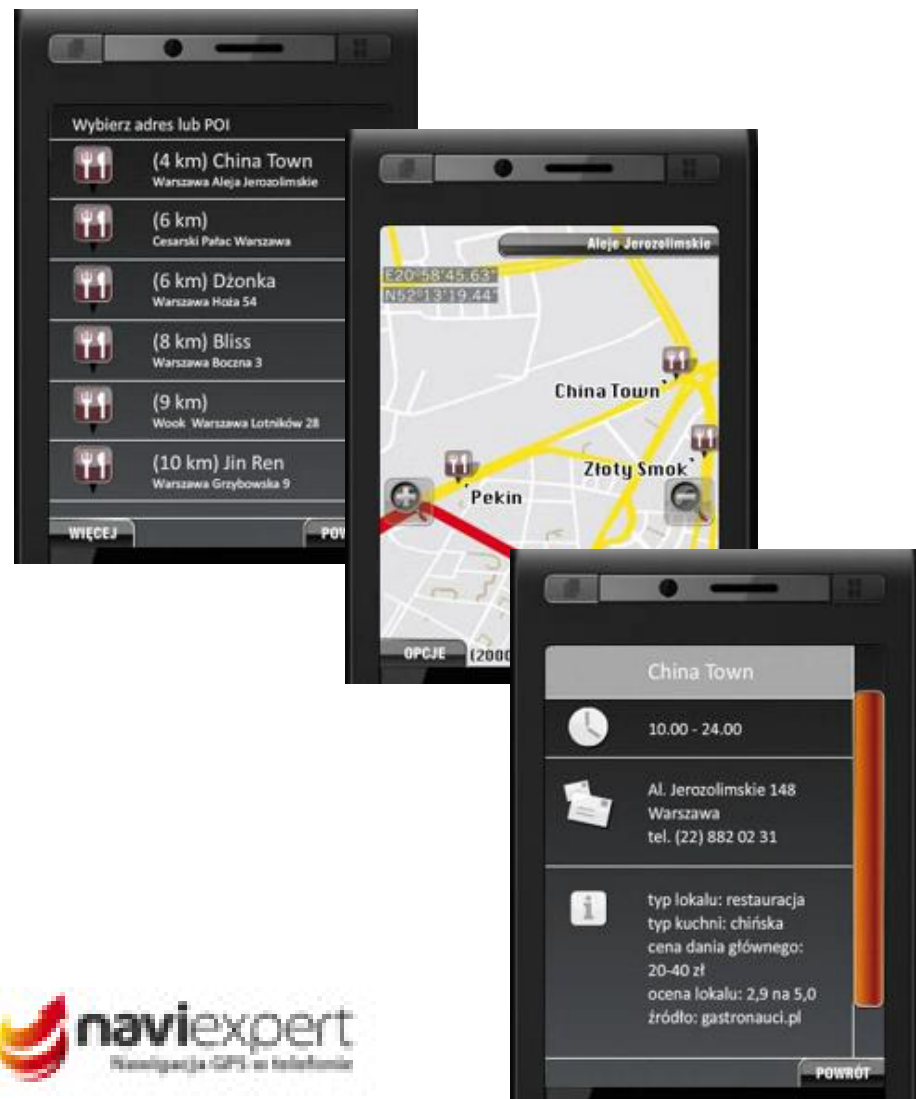 Wybierz adres lub POI
(4 km) China Town
Warszawa Aleja Jerozolimskie
(6 km)
Cesarski Pałac Warszawa
(6 km) Dżonka
Warszawa Hoża 54
(8 km) Bliss
Warszawa Boczna 3
(9 km)
Wook Warszawa Lotników 28
(10 km) Jin Ren
Warszawa Grzybowska 9
WIĘCEJ
POW
Aleje Jerozolimskie
E20°58'45.63"
N52°13'19.44"
China Town
Złoty Smok
Pekin
OPCJE
(2000
China Town
10.00 - 24.00
Al. Jerozolimskie 148
Warszawa
tel. (22) 882 02 31
typ lokalu: restauracja
typ kuchni: chińska
cena dania głównego:
20-40 zł
ocena lokalu: 2,9 na 5,0
źródło: gastronauci.pl
POWRÓT
naviexpert
Nawigacja GPS w telefonie